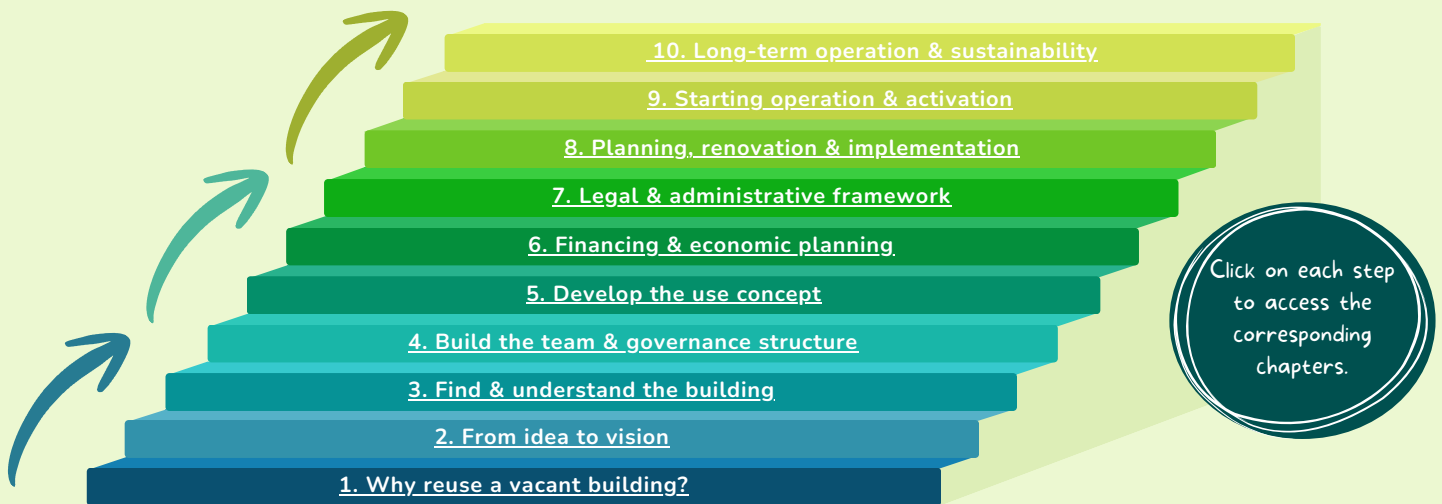 10. Long-term operation & sustainability
9. Starting operation & activation
8. Planning, renovation & implementation
7. Legal & administrative framework
6. Financing & economic planning
5. Develop the use concept
4. Build the team & governance structure
3. Find & understand the building
2. From idea to vision
1. Why reuse a vacant building?
Click on each step
to access the
corresponding
chapters.